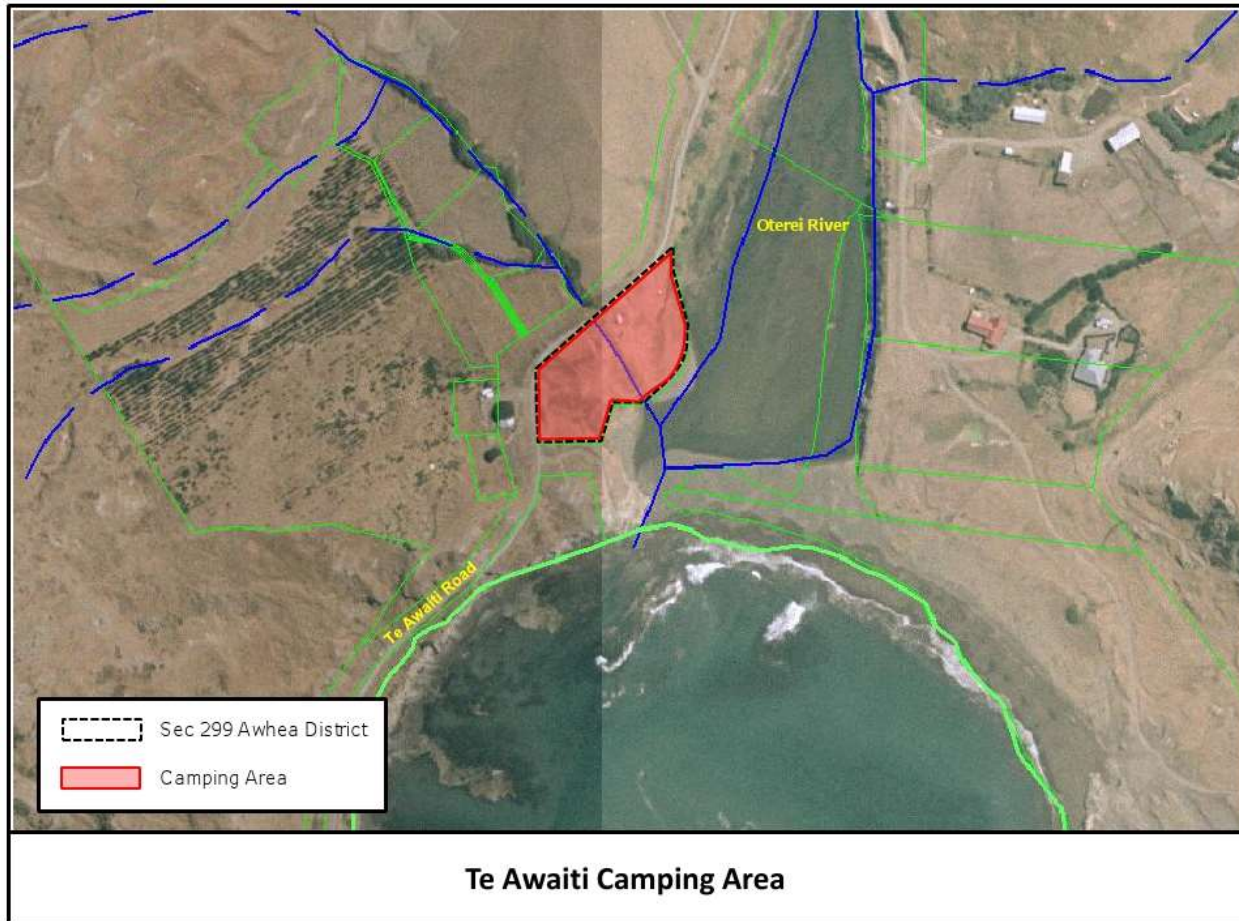 Oterei River
Te Awaiti Road
Sec 299 Awhea District
Camping Area
Te Awaiti Camping Area